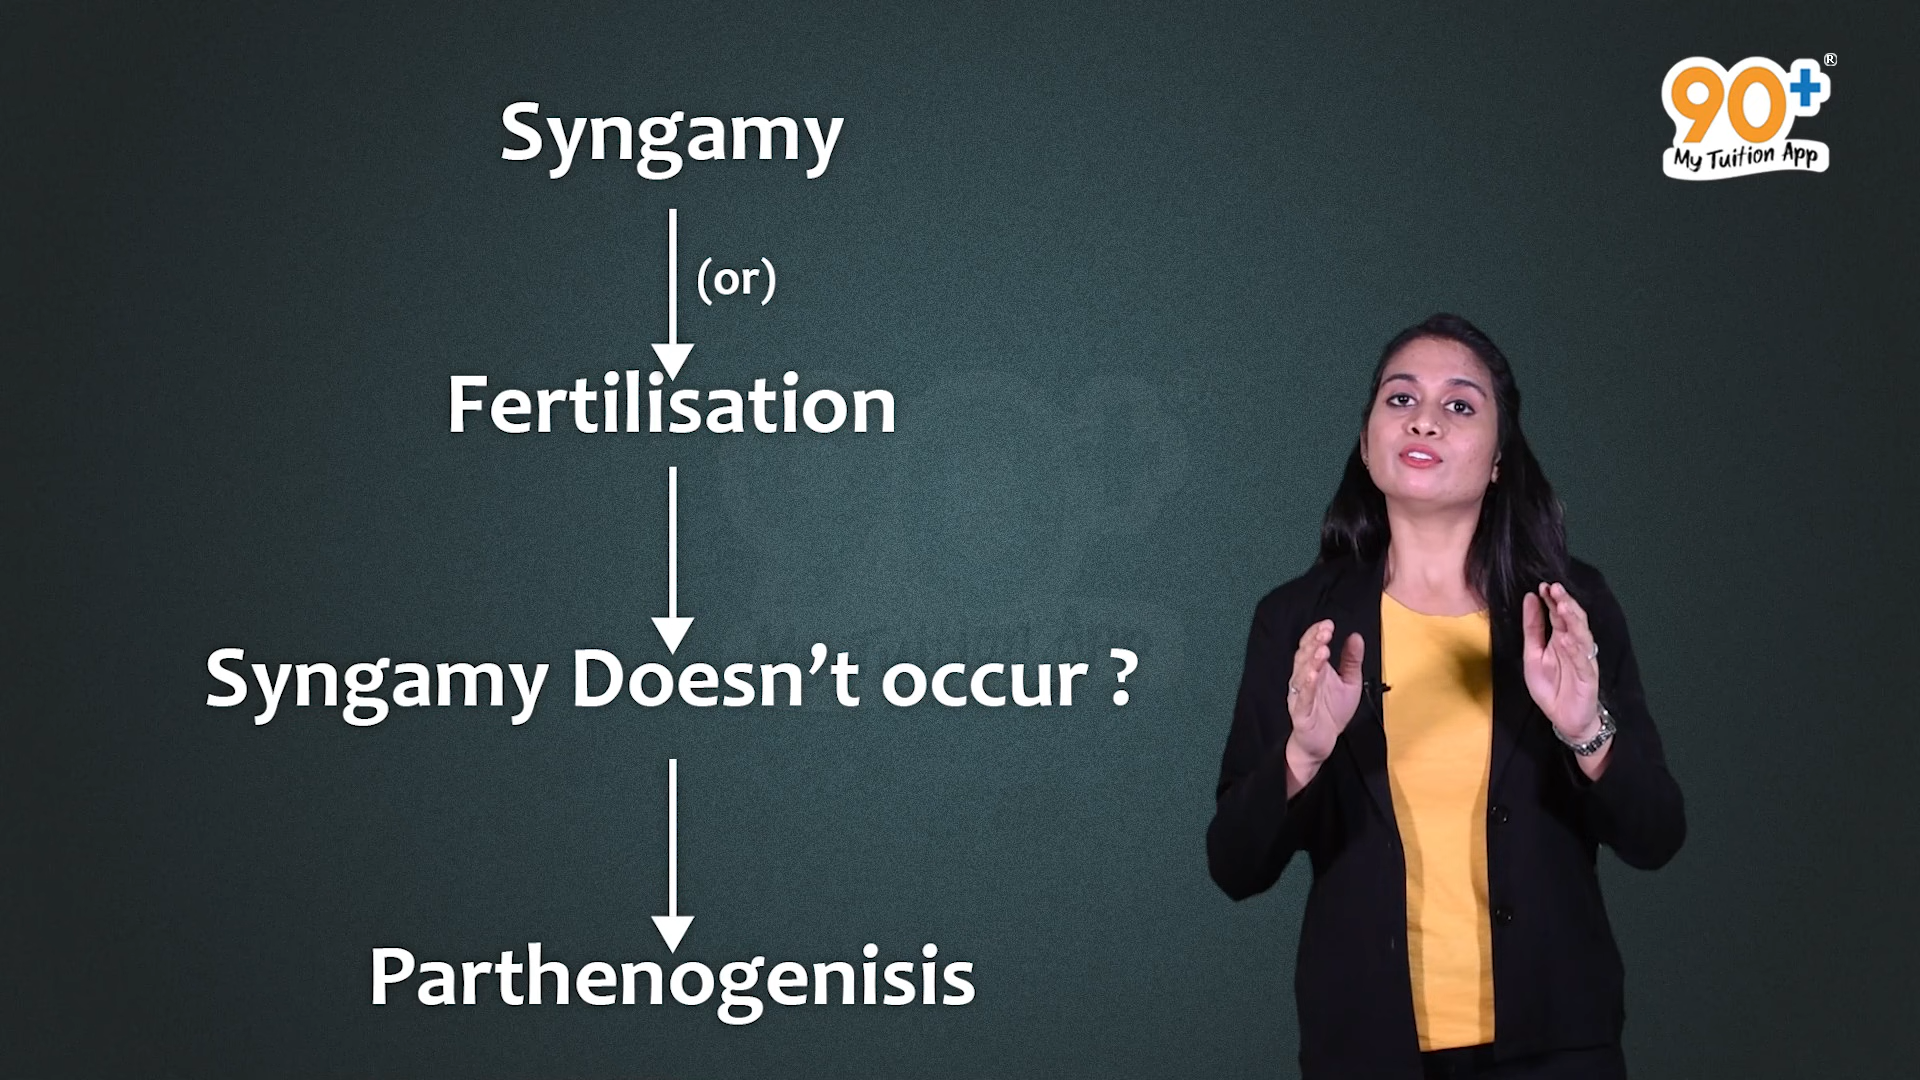 Syngamy
(or)
Fertilisation
Syngamy Doesn't occur ?
Parthenogenisis
90+
®
My Tuition App